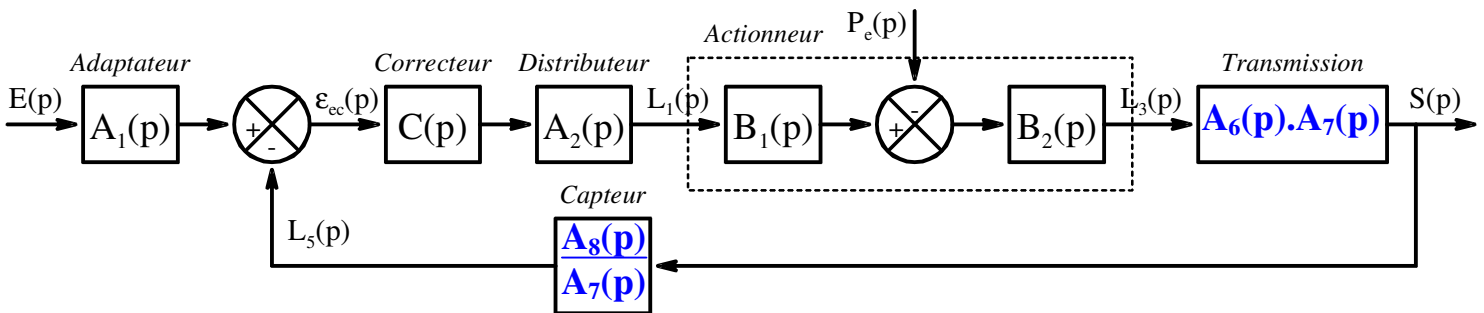 Adaptateur
Correcteur
Distributeur
Actionneur
Pe(p)
Transmission
E(p)
A1(p)
+
-
εec(p)
C(p)
A2(p)
L1(p)
B1(p)
-
+
B2(p)
L3(p)
A6(p).A7(p)
S(p)
Capteur
L5(p)
A8(p)
A7(p)